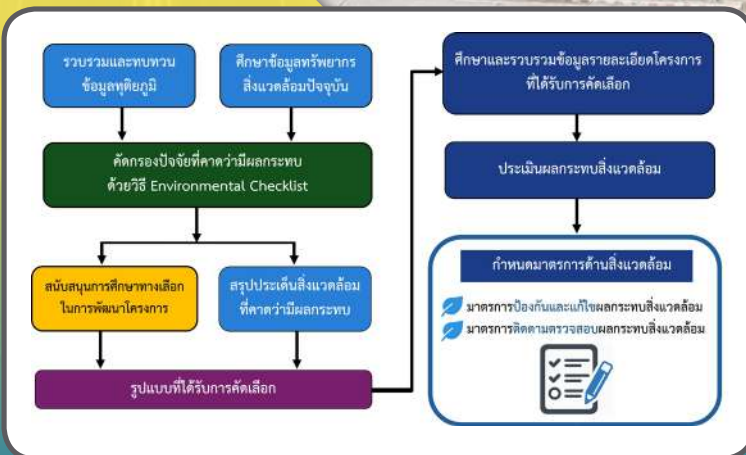 รวบรวมและทบทวน
ข้อมูลทุติยภูมิ
ศึกษาข้อมูลทรัพยากร
สิ่งแวดล้อมปัจจุบัน
คัดกรองปัจจัยที่คาดว่ามีผลกระทบ
ด้วยวิธี Environmental Checklist
สนับสนุนการศึกษาทางเลือก
ในการพัฒนาโครงการ
สรุปประเด็นสิ่งแวดล้อม
ที่คาดว่ามีผลกระทบ
รูปแบบที่ได้รับการคัดเลือก
ศึกษาและรวบรวมข้อมูลรายละเอียดโครงการ
ที่ได้รับการคัดเลือก
ประเมินผลกระทบสิ่งแวดล้อม
กำหนดมาตรการด้านสิ่งแวดล้อม
มาตรการป้องกันและแก้ไขผลกระทบสิ่งแวดล้อม
มาตรการติดตามตรวจสอบผลกระทบสิ่งแวดล้อม